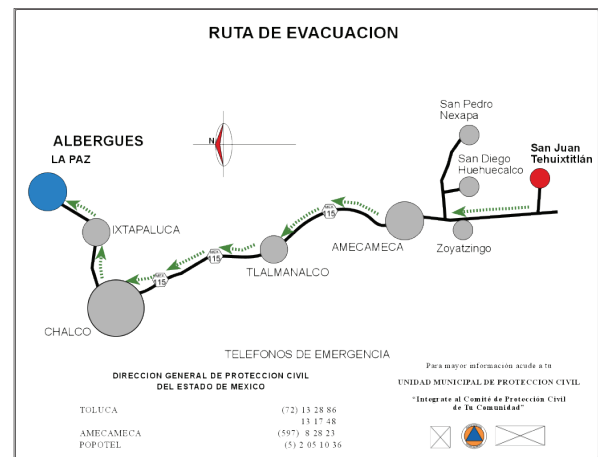 RUTA DE EVACUACION
San Pedro
Nexapa
ALBERGUES
LA PAZ
N
San Diego
Huehuecalco
San Juan
Tehuixtitlán
IXTAPALUCA
115
AMECAMECA
Zoyatzingo
115
TLALMANALCO
115
CHALCO
TELEFONOS DE EMERGENCIA
DIRECCION GENERAL DE PROTECCION CIVIL
DEL ESTADO DE MEXICO
TOLUCA (72) 13 28 86
13 17 48
AMECAMECA (597) 8 28 23
POPOTEL (5) 2 05 10 36
Para mayor información acude a tu
UNIDAD MUNICIPAL DE PROTECCION CIVIL
“Integrate al Comité de Protección Civil
de Tu Comunidad”